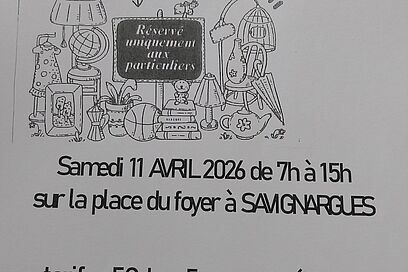 Réservé
uniquement
aux
particuliers
Samedi 11 AVRIL 2026 de 7h à 15h
sur la place du foyer à SAVIGNARGUES